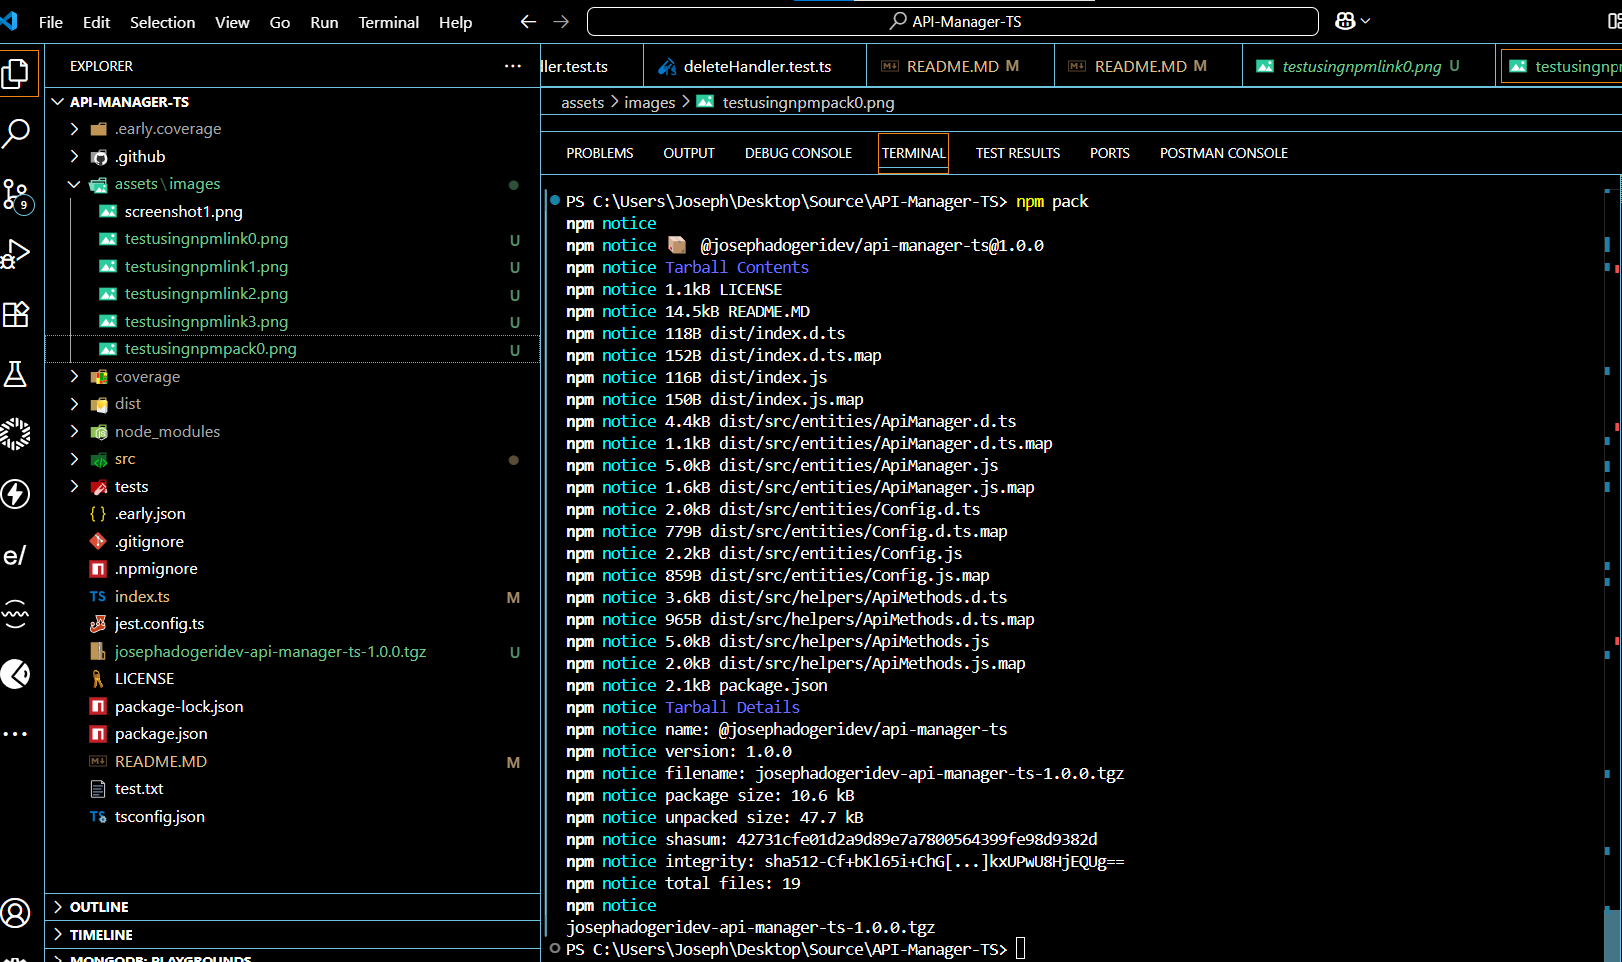 File Edit Selection View Go Run Terminal Help
API-Manager-TS
EXPLORER
API-MANAGER-TS
.early.coverage
.github
assets\images
screenshot1.png
testusingnpmlink0.png U
testusingnpmlink1.png U
testusingnpmlink2.png U
testusingnpmlink3.png U
testusingnpmpack0.png U
coverage
dist
node_modules
src
tests
.early.json
.gitignore
.npmignore
TS index.ts M
jest.config.ts
josephadogeridev-api-manager-ts-1.0.0.tgz U
LICENSE
package-lock.json
package.json
README.MD M
test.txt
TS tsconfig.json
OUTLINE
TIMELINE
MONGODB: PLAYGROUNDS
9
e/
ler.test.ts deleteHandler.test.ts README.MD M README.MD M testusingnpmlink0.png U testusingnpm
assets > images > testusingnpmpack0.png
PROBLEMS OUTPUT DEBUG CONSOLE TERMINAL TEST RESULTS PORTS POSTMAN CONSOLE
PS C:\Users\Joseph\Desktop\Source\API-Manager-TS> npm pack
npm notice
npm notice 📦 @josephadogeridev/api-manager-ts@1.0.0
npm notice Tarball Contents
npm notice 1.1kB LICENSE
npm notice 14.5kB README.MD
npm notice 118B dist/index.d.ts
npm notice 152B dist/index.d.ts.map
npm notice 116B dist/index.js
npm notice 150B dist/index.js.map
npm notice 4.4kB dist/src/entities/ApiManager.d.ts
npm notice 1.1kB dist/src/entities/ApiManager.d.ts.map
npm notice 5.0kB dist/src/entities/ApiManager.js
npm notice 1.6kB dist/src/entities/ApiManager.js.map
npm notice 2.0kB dist/src/entities/Config.d.ts
npm notice 779B dist/src/entities/Config.d.ts.map
npm notice 2.2kB dist/src/entities/Config.js
npm notice 859B dist/src/entities/Config.js.map
npm notice 3.6kB dist/src/helpers/ApiMethods.d.ts
npm notice 965B dist/src/helpers/ApiMethods.d.ts.map
npm notice 5.0kB dist/src/helpers/ApiMethods.js
npm notice 2.0kB dist/src/helpers/ApiMethods.js.map
npm notice 2.1kB package.json
npm notice Tarball Details
npm notice name: @josephadogeridev/api-manager-ts
npm notice version: 1.0.0
npm notice filename: josephadogeridev-api-manager-ts-1.0.0.tgz
npm notice package size: 10.6 kB
npm notice unpacked size: 47.7 kB
npm notice shasum: 42731cfe01d2a9d89e7a7800564399fe98d9382d
npm notice integrity: sha512-Cf+bKl65i+ChG[...]kxUPwU8HjEQUg==
npm notice total files: 19
npm notice
josephadogeridev-api-manager-ts-1.0.0.tgz
PS C:\Users\Joseph\Desktop\Source\API-Manager-TS>